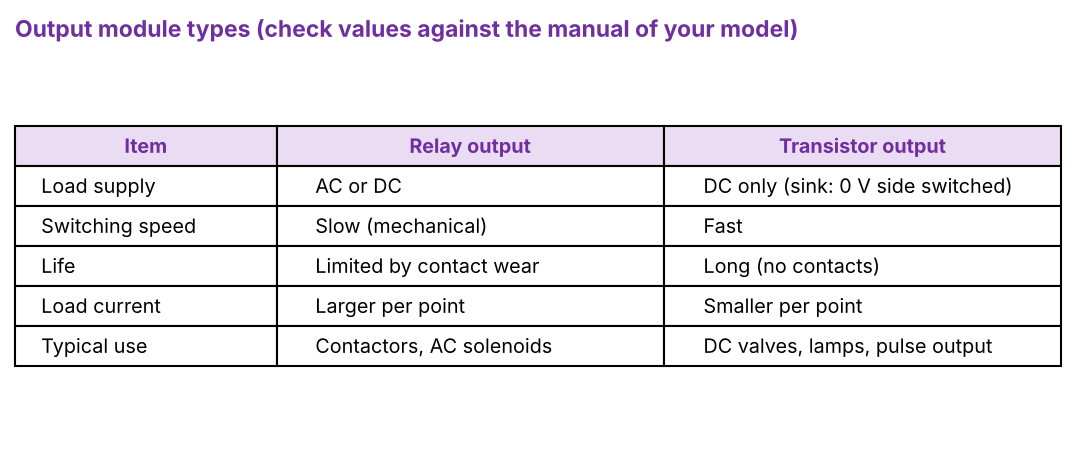 Output module types (check values against the manual of your model)
Item Relay output Transistor output
Load supply AC or DC DC only (sink: 0 V side switched)
Switching speed Slow (mechanical) Fast
Life Limited by contact wear Long (no contacts)
Load current Larger per point Smaller per point
Typical use Contactors, AC solenoids DC valves, lamps, pulse output